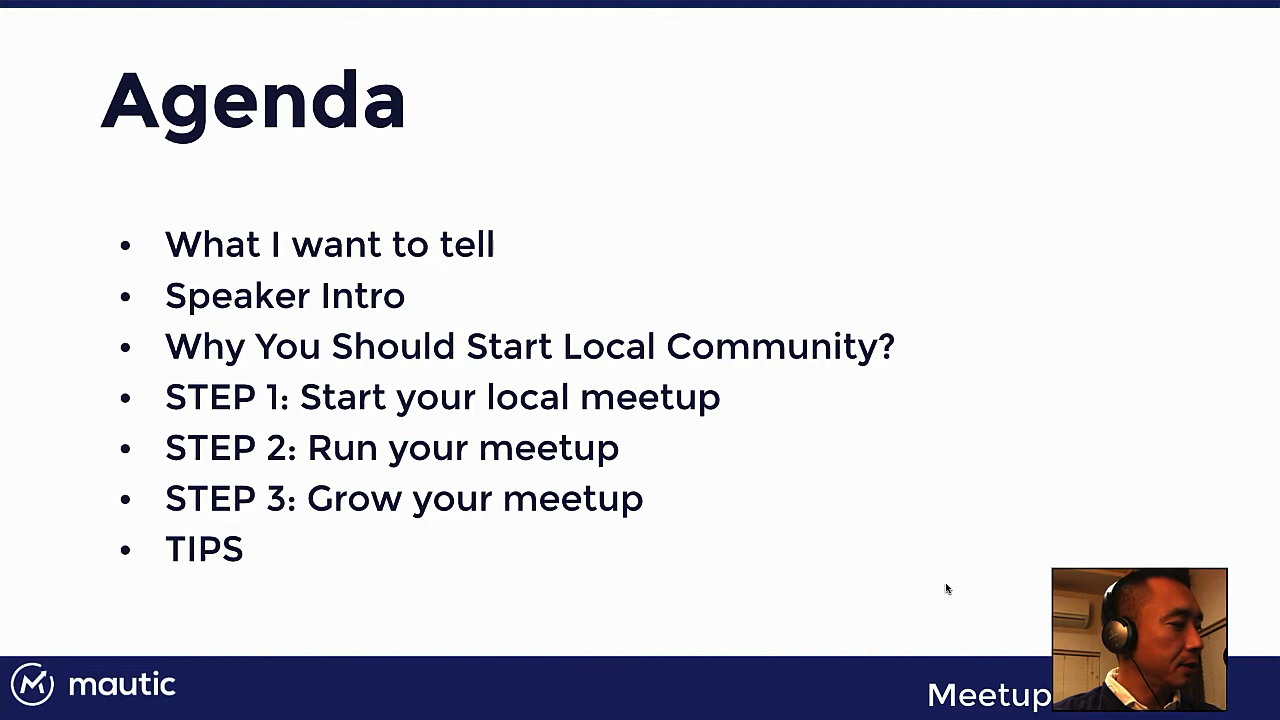 Agenda
• What I want to tell
• Speaker Intro
• Why You Should Start Local Community?
• STEP 1: Start your local meetup
• STEP 2: Run your meetup
• STEP 3: Grow your meetup
• TIPS
mautic
Meetup